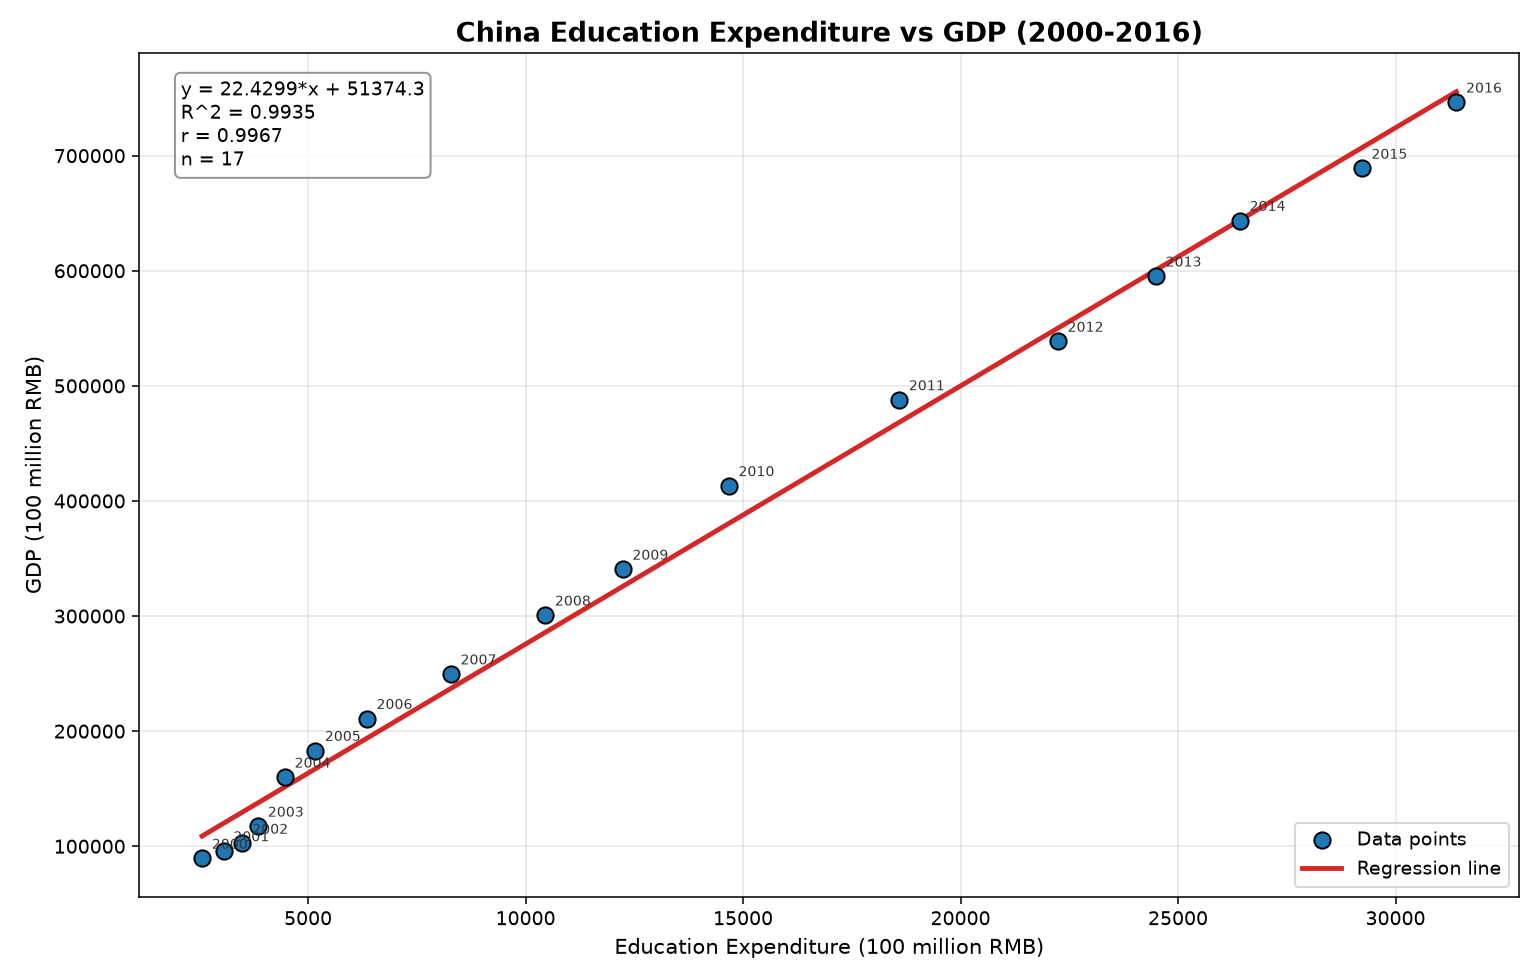 China Education Expenditure vs GDP (2000-2016)
y = 22.4299*x + 51374.3
R^2 = 0.9935
r = 0.9967
n = 17
GDP (100 million RMB)
700000
600000
500000
400000
300000
200000
100000
2016
2015
2014
2013
2012
2011
2010
2009
2008
2007
2006
2005
2004
2003
2002
2001
2000
Data points
Regression line
5000 10000 15000 20000 25000 30000
Education Expenditure (100 million RMB)